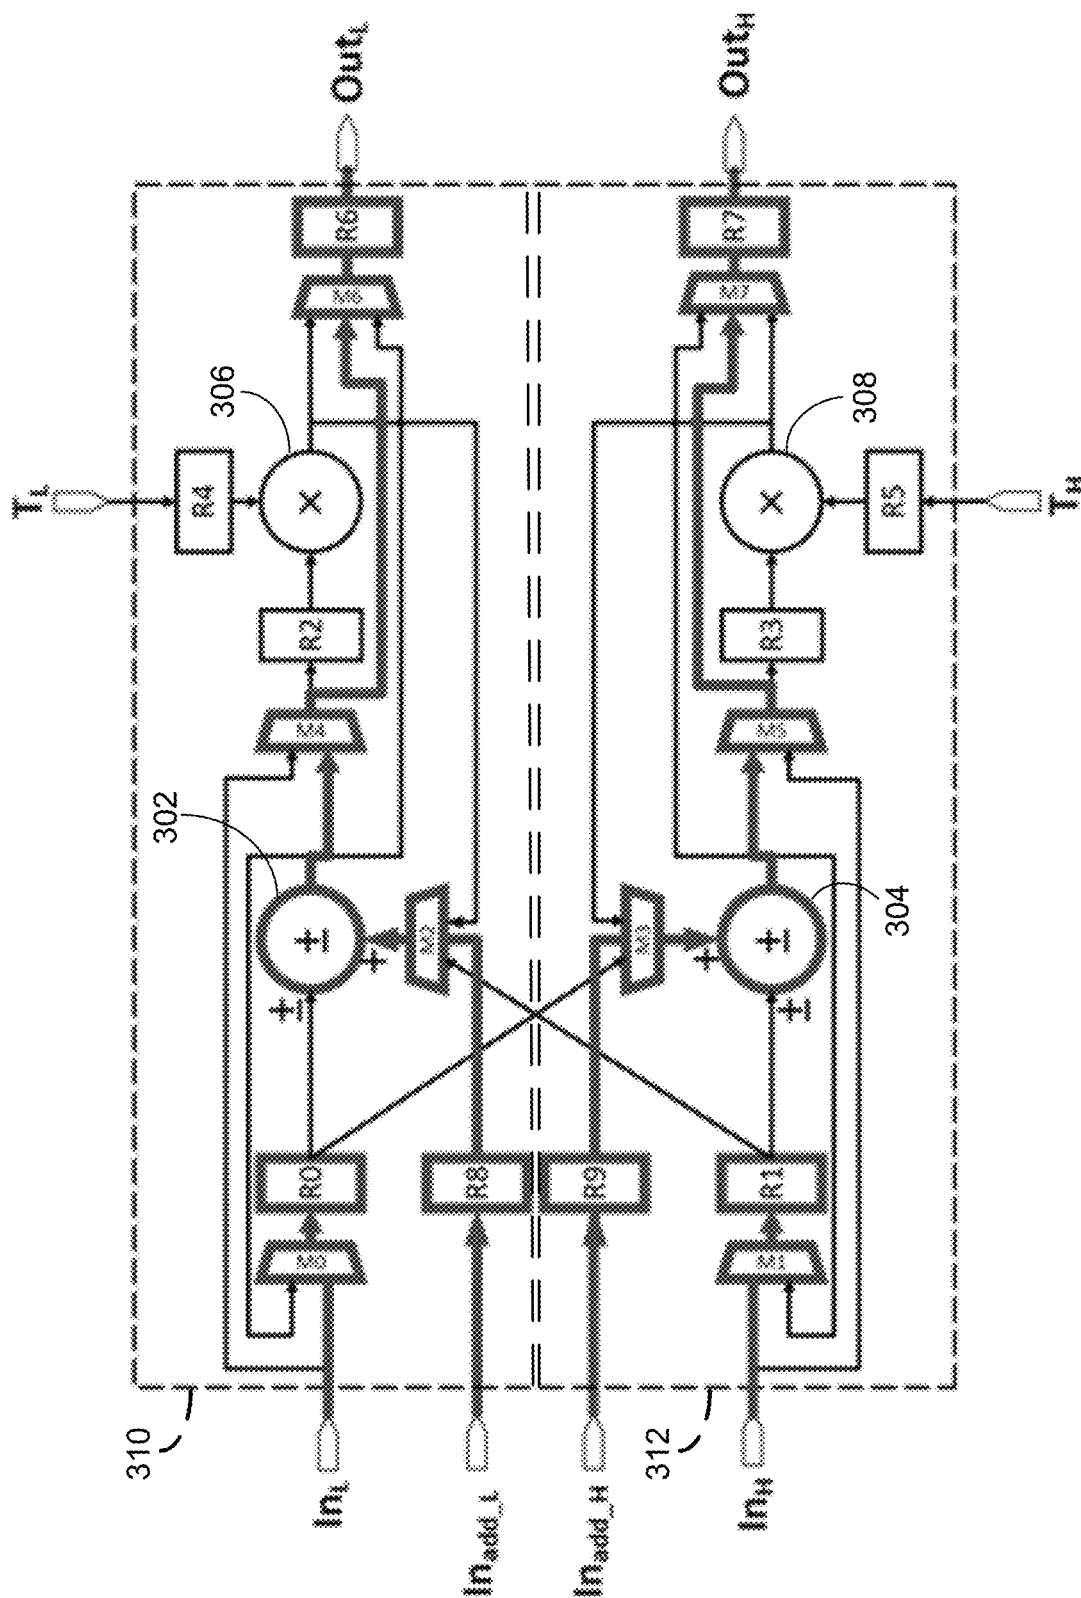 310
In_L
M0
R0
±
302
±
+
M4
R2
T_L
R4
×
306
M6
R6
Out_L
In_add_L
R8
M2
In_add_H
R9
M3
+
312
In_H
M1
R1
±
±
304
M5
R3
×
308
R5
T_H
M7
R7
Out_H